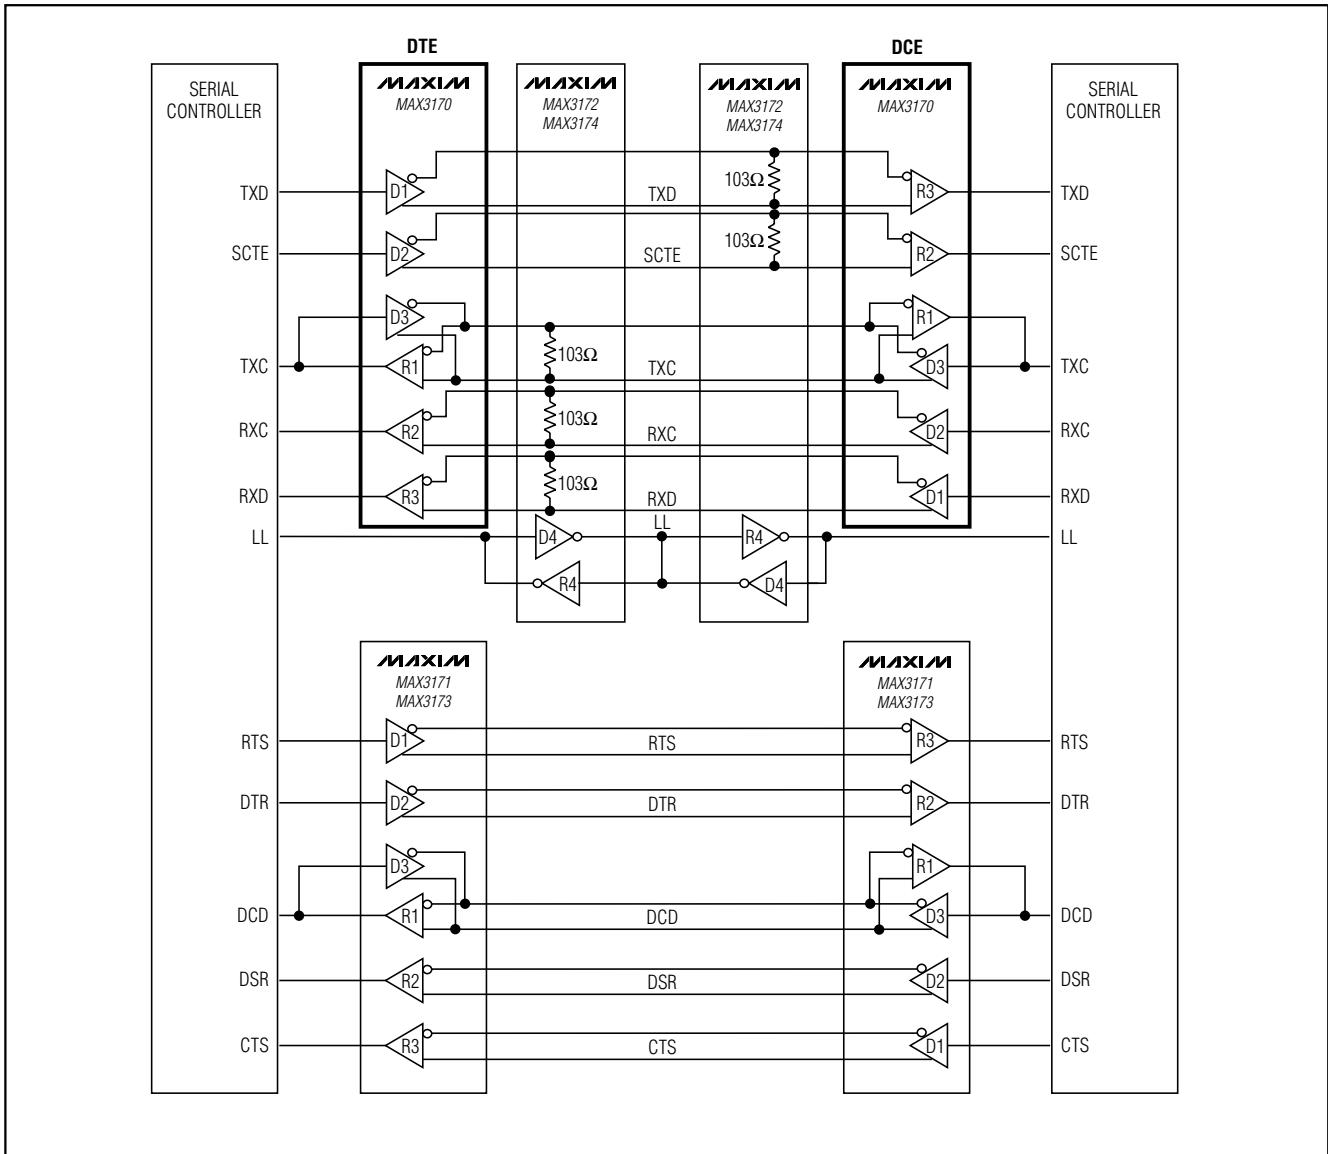 DTE
DCE
SERIAL
CONTROLLER
MAXIM
MAX3170
MAXIM
MAX3172
MAX3174
MAXIM
MAX3172
MAX3174
MAXIM
MAX3170
SERIAL
CONTROLLER
TXD
D1
TXD
103Ω
R3
TXD
SCTE
D2
SCTE
103Ω
R2
SCTE
D3
R1
TXC
R1
103Ω
TXC
D3
TXC
RXC
R2
103Ω
RXC
D2
RXC
RXD
R3
103Ω
RXD
D1
RXD
LL
D4
LL
R4
LL
R4
D4
MAXIM
MAX3171
MAX3173
MAXIM
MAX3171
MAX3173
RTS
D1
RTS
R3
RTS
DTR
D2
DTR
R2
DTR
D3
R1
DCD
R1
DCD
D3
DCD
DSR
R2
DSR
D2
DSR
CTS
R3
CTS
D1
CTS